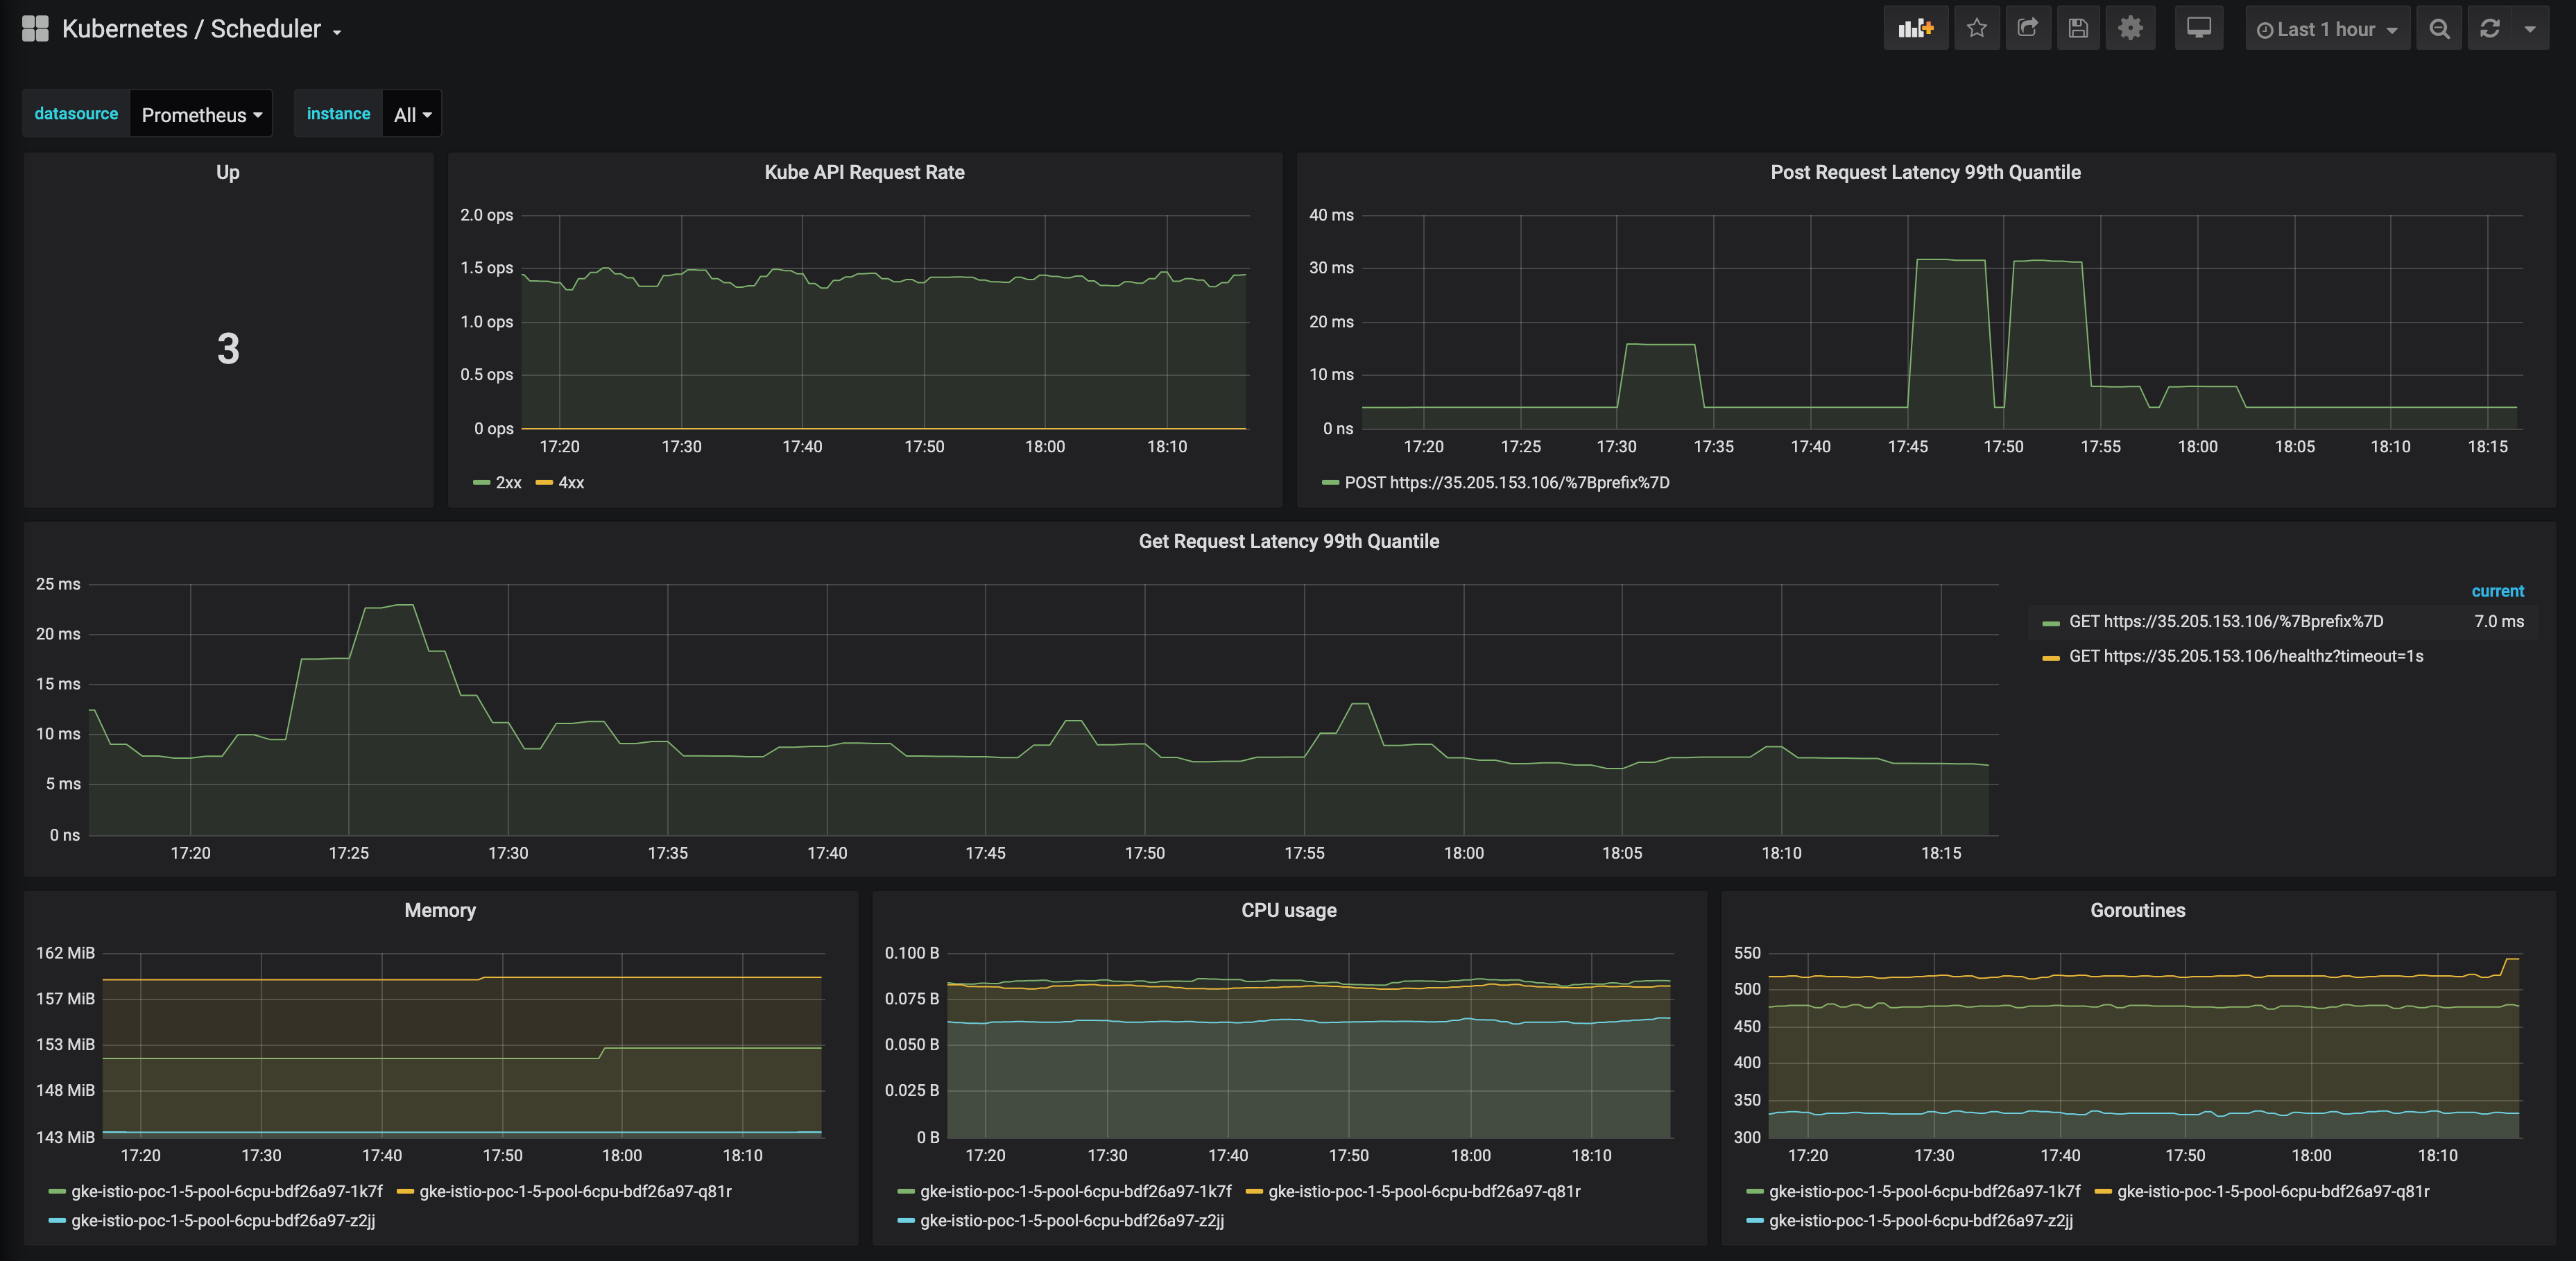 Kubernetes / Scheduler
Last 1 hour
datasource Prometheus instance All
Up
3
Kube API Request Rate
2.0 ops
1.5 ops
1.0 ops
0.5 ops
0 ops
17:20 17:30 17:40 17:50 18:00 18:10
2xx 4xx
Post Request Latency 99th Quantile
40 ms
30 ms
20 ms
10 ms
0 ns
17:20 17:25 17:30 17:35 17:40 17:45 17:50 17:55 18:00 18:05 18:10 18:15
POST https://35.205.153.106/%7Bprefix%7D
Get Request Latency 99th Quantile
25 ms
20 ms
15 ms
10 ms
5 ms
0 ns
17:20 17:25 17:30 17:35 17:40 17:45 17:50 17:55 18:00 18:05 18:10 18:15
current
GET https://35.205.153.106/%7Bprefix%7D 7.0 ms
GET https://35.205.153.106/healthz?timeout=1s
Memory
162 MiB
157 MiB
153 MiB
148 MiB
143 MiB
17:20 17:30 17:40 17:50 18:00 18:10
gke-istio-poc-1-5-pool-6cpu-bdf26a97-1k7f gke-istio-poc-1-5-pool-6cpu-bdf26a97-q81r
gke-istio-poc-1-5-pool-6cpu-bdf26a97-z2jj
CPU usage
0.100 B
0.075 B
0.050 B
0.025 B
0 B
17:20 17:30 17:40 17:50 18:00 18:10
gke-istio-poc-1-5-pool-6cpu-bdf26a97-1k7f gke-istio-poc-1-5-pool-6cpu-bdf26a97-q81r
gke-istio-poc-1-5-pool-6cpu-bdf26a97-z2jj
Goroutines
550
500
450
400
350
300
17:20 17:30 17:40 17:50 18:00 18:10
gke-istio-poc-1-5-pool-6cpu-bdf26a97-1k7f gke-istio-poc-1-5-pool-6cpu-bdf26a97-q81r
gke-istio-poc-1-5-pool-6cpu-bdf26a97-z2jj